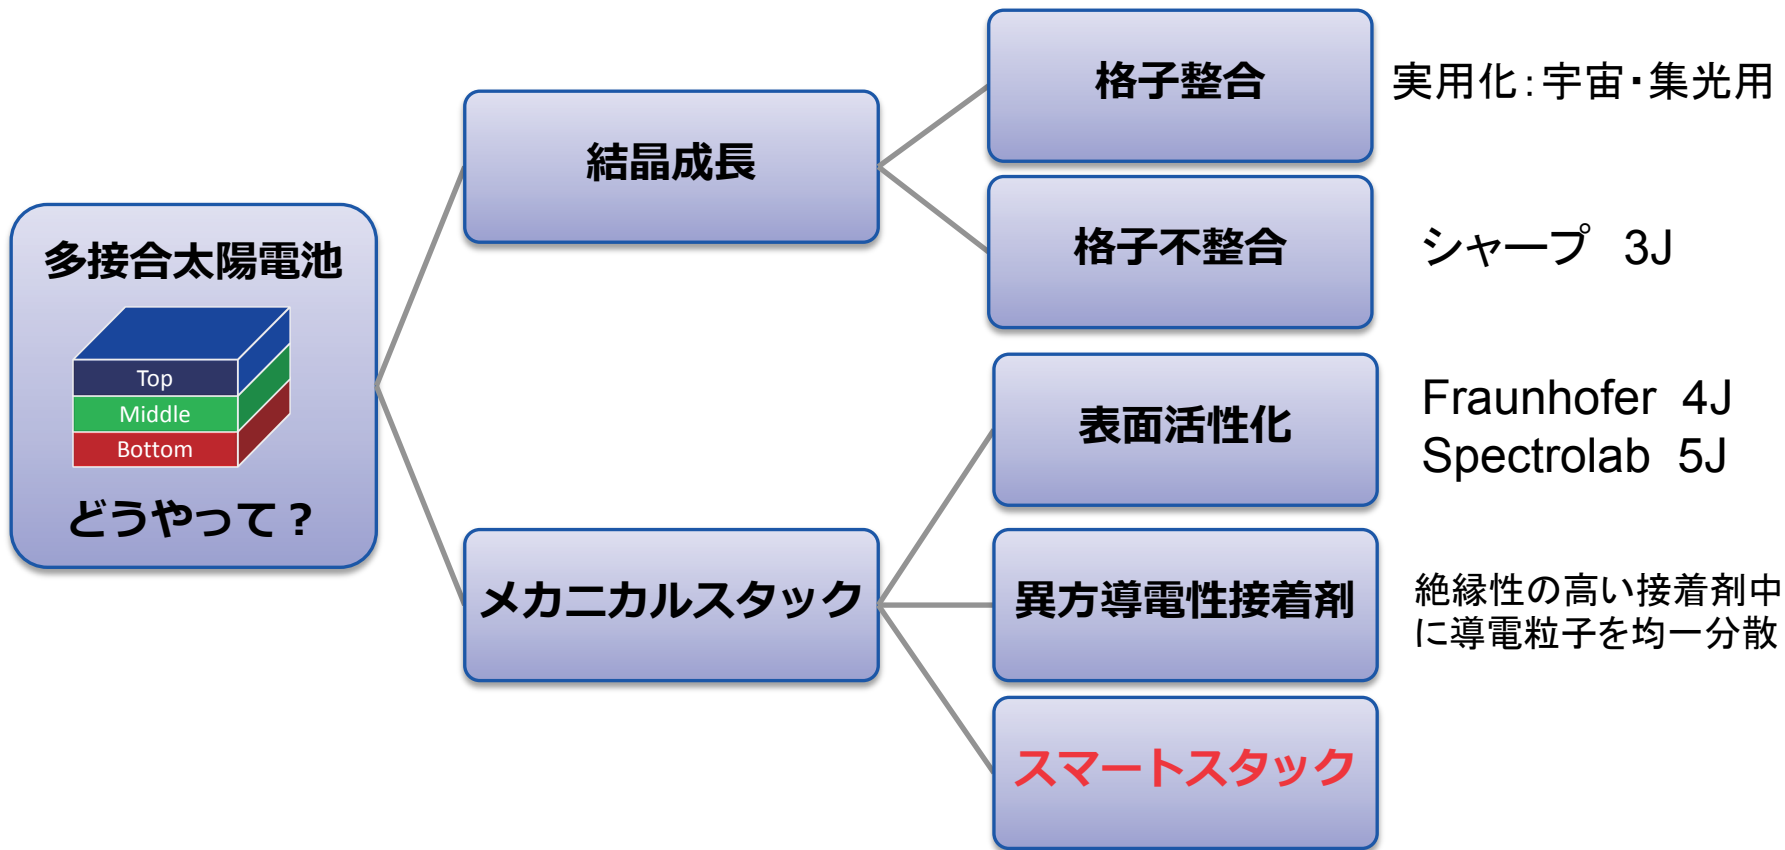 多接合太陽電池
Top
Middle
Bottom
どうやって？
結晶成長
メカニカルスタック
格子整合
実用化：宇宙・集光用
格子不整合
シャープ 3J
表面活性化
Fraunhofer 4J
Spectrolab 5J
異方導電性接着剤
絶縁性の高い接着剤中
に導電粒子を均一分散
スマートスタック